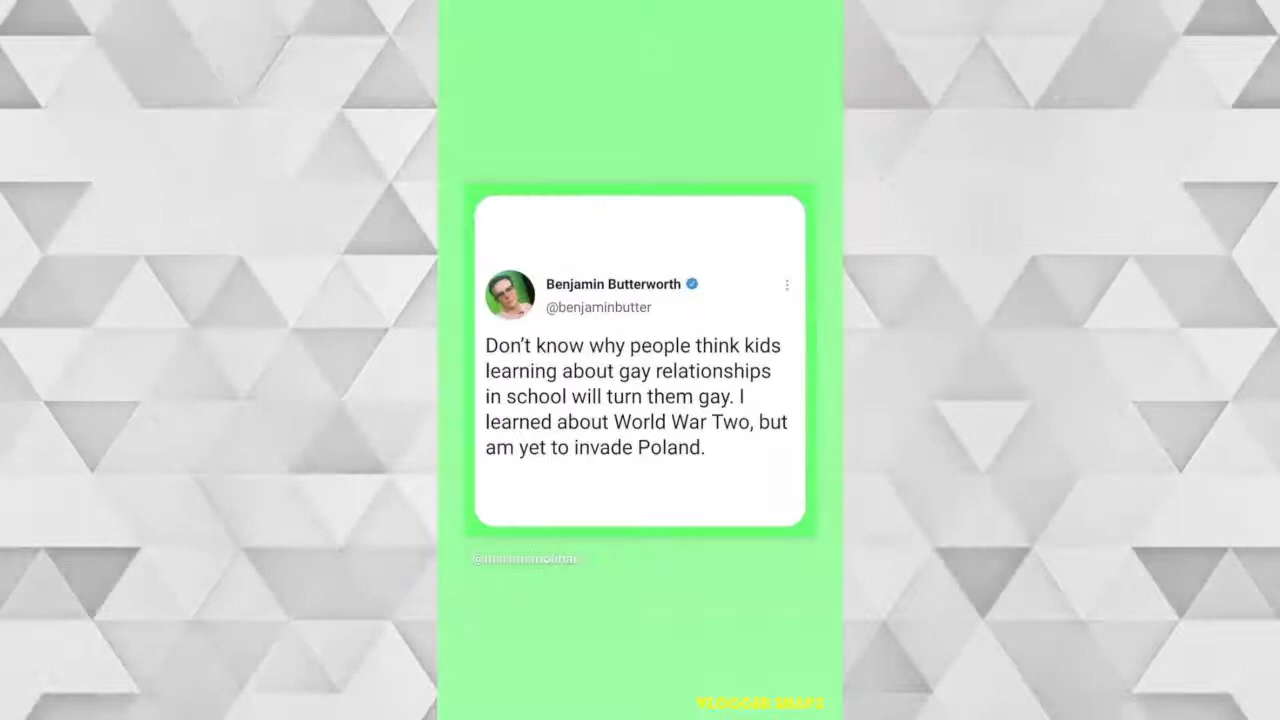 Benjamin Butterworth
@benjaminbutter
Don't know why people think kids
learning about gay relationships
in school will turn them gay. I
learned about World War Two, but
am yet to invade Poland.